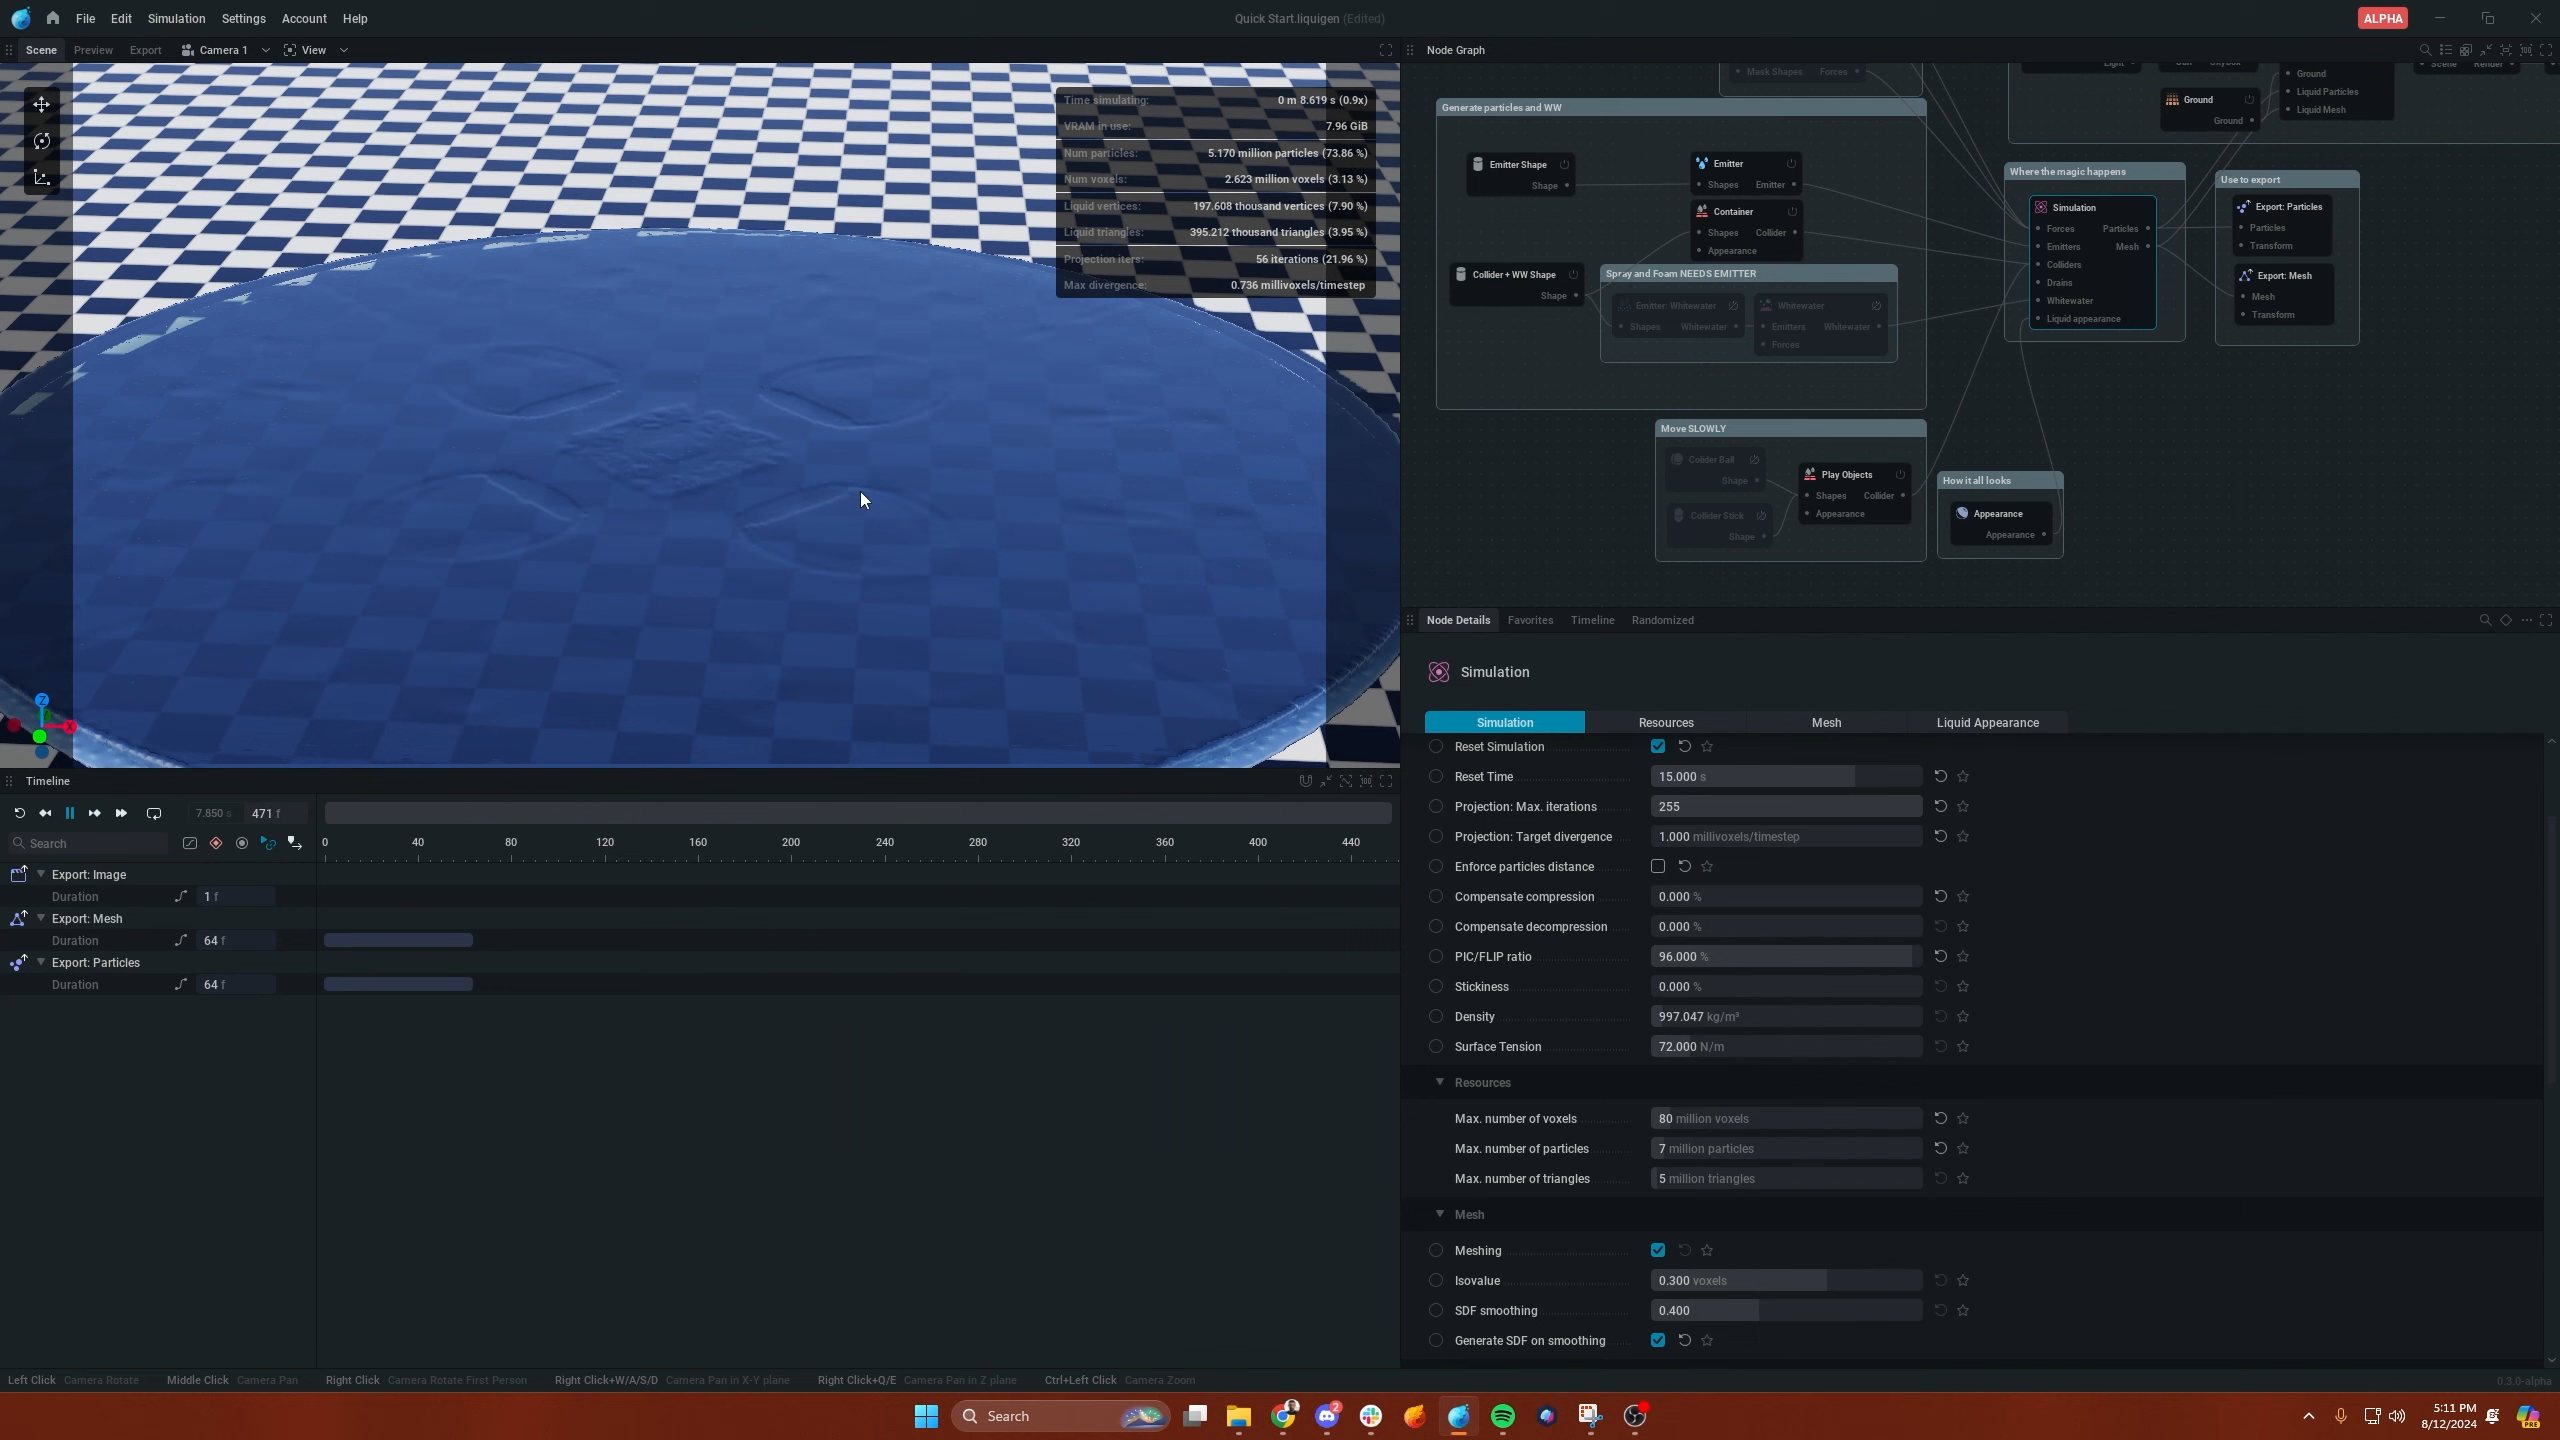 File Edit Simulation Settings Account Help
Quick Start.liquigen (Edited)
ALPHA
Scene Preview Export Camera 1 View
Time simulating: 0 m 8.619 s (0.9x)
VRAM in use: 7.96 GiB
Num particles: 5.170 million particles (73.86 %)
Num voxels: 2.623 million voxels (3.13 %)
Liquid vertices: 197.608 thousand vertices (7.90 %)
Liquid triangles: 395.212 thousand triangles (3.95 %)
Projection iters: 56 iterations (21.96 %)
Max divergence: 0.736 millivoxels/timestep
Z
X
Node Graph
Mask Shapes Forces
Generate particles and WW
Emitter Shape
Shape
Emitter
Shapes Emitter
Container
Shapes Collider
Appearance
Collider + WW Shape
Shape
Spray and Foam NEEDS EMITTER
Emitter: Whitewater
Shapes Whitewater
Whitewater
Emitters Whitewater
Forces
Move SLOWLY
Colider Ball
Shape
Collider Stick
Shape
Play Objects
Shapes Collider
Appearance
How it all looks
Appearance
Appearance
Light
Scene Render
Ground
Liquid Particles
Liquid Mesh
Ground
Ground
Where the magic happens
Simulation
Forces Particles
Emitters Mesh
Colliders
Drains
Whitewater
Liquid appearance
Use to export
Export: Particles
Particles
Transform
Export: Mesh
Mesh
Transform
Node Details Favorites Timeline Randomized
Simulation
Simulation Resources Mesh Liquid Appearance
Reset Simulation
Reset Time 15.000 s
Projection: Max. iterations 255
Projection: Target divergence 1.000 millivoxels/timestep
Enforce particles distance
Compensate compression 0.000 %
Compensate decompression 0.000 %
PIC/FLIP ratio 96.000 %
Stickiness 0.000 %
Density 997.047 kg/m³
Surface Tension 72.000 N/m
Resources
Max. number of voxels 80 million voxels
Max. number of particles 7 million particles
Max. number of triangles 5 million triangles
Mesh
Meshing
Isovalue 0.300 voxels
SDF smoothing 0.400
Generate SDF on smoothing
Timeline
7.850 s 471 f
Search
0 40 80 120 160 200 240 280 320 360 400 440
Export: Image
Duration 1 f
Export: Mesh
Duration 64 f
Export: Particles
Duration 64 f
Left Click Camera Rotate Middle Click Camera Pan Right Click Camera Rotate First Person Right Click+W/A/S/D Camera Pan in X-Y plane Right Click+Q/E Camera Pan in Z plane Ctrl+Left Click Camera Zoom
0.3.0-alpha
Search
2
5:11 PM
8/12/2024
PRE